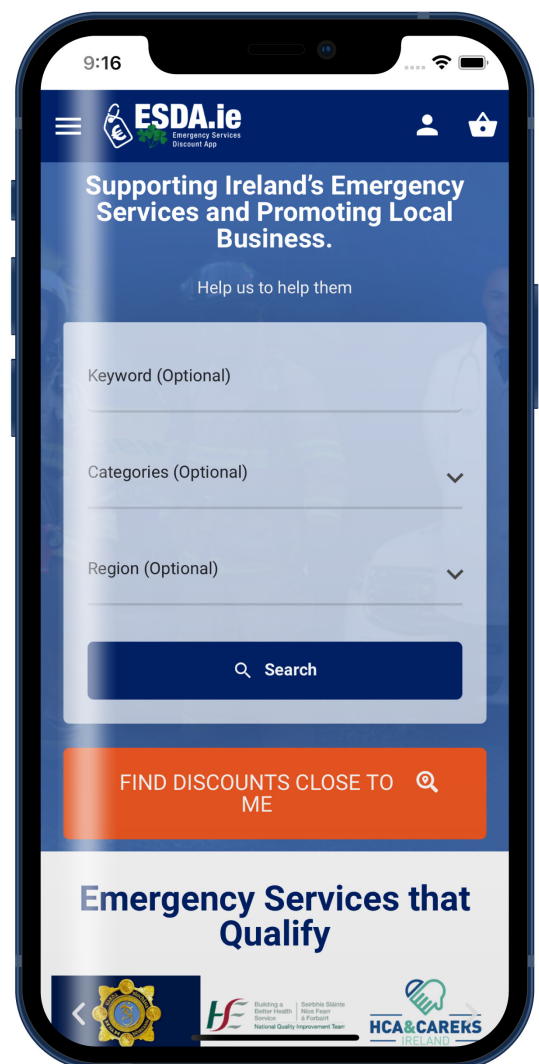 9:16
ESDA.ie
Emergency Services
Discount App
Supporting Ireland's Emergency
Services and Promoting Local
Business.
Help us to help them
Keyword (Optional)
Categories (Optional)
Region (Optional)
Search
FIND DISCOUNTS CLOSE TO
ME
Emergency Services that
Qualify
Building a
Better Health
Service
Seirbhís Sláinte
Níos Fearr
á Forbairt
National Quality Improvement Team
HCA&CARERS
IRELAND